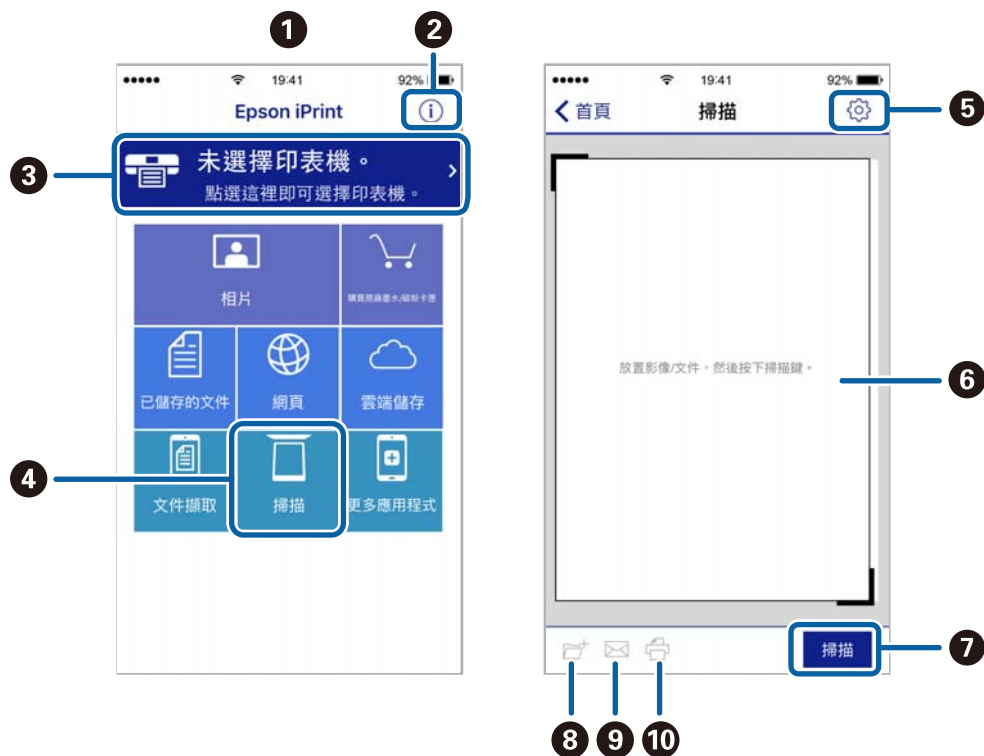 1
2
19:41
92%
Epson iPrint
3
未選擇印表機。
點選這裡即可選擇印表機。
相片
購買原廠墨水/碳粉卡匣
已儲存的文件
網頁
雲端儲存
4
文件擷取
掃描
更多應用程式
19:41
92%
首頁
掃描
5
放置影像/文件，然後按下掃描鍵。
6
掃描
7
8
9
10